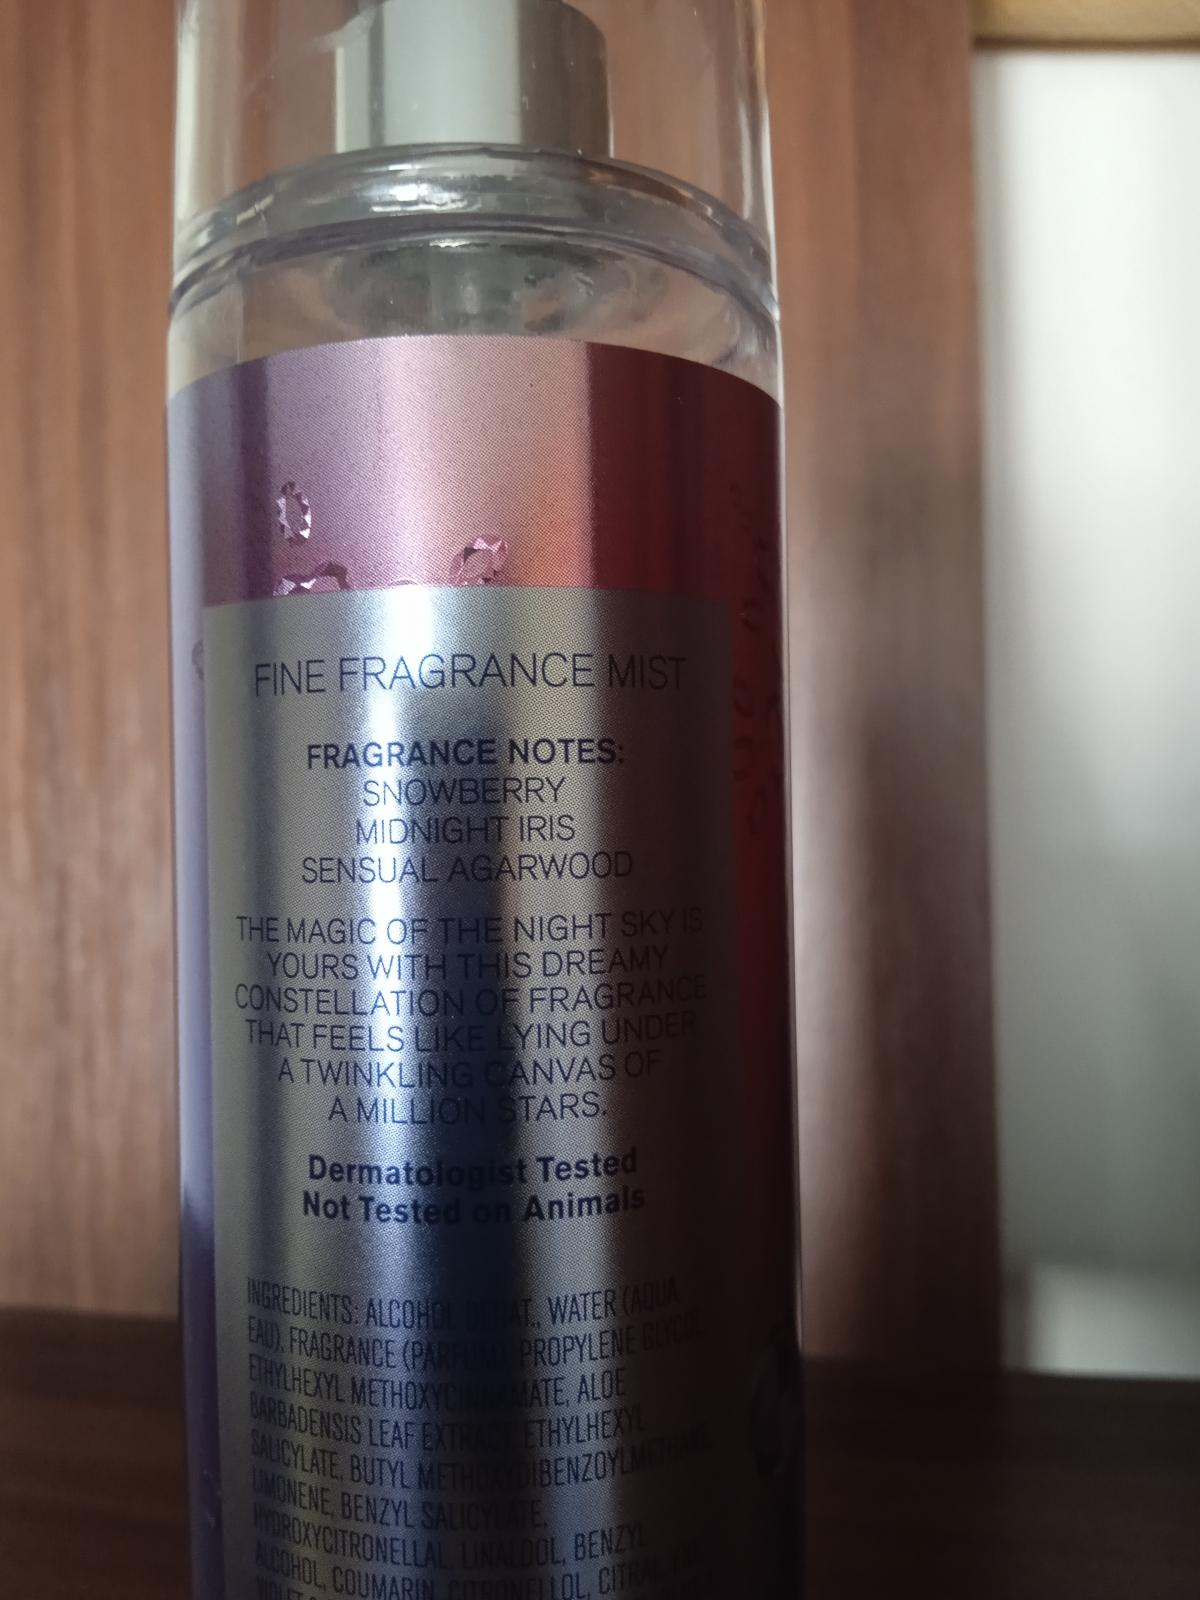 FINE FRAGRANCE MIST
FRAGRANCE NOTES:
SNOWBERRY
MIDNIGHT IRIS
SENSUAL AGARWOOD
THE MAGIC OF THE NIGHT SKY IS
YOURS WITH THIS DREAMY
CONSTELLATION OF FRAGRANCE
THAT FEELS LIKE LYING UNDER
A TWINKLING CANVAS OF
A MILLION STARS.
Dermatologist Tested
Not Tested on Animals
INGREDIENTS: ALCOHOL DENAT., WATER (AQUA,
EAU), FRAGRANCE (PARFUM), PROPYLENE GLYCOL,
ETHYLHEXYL METHOXYCINNAMATE, ALOE
BARBADENSIS LEAF EXTRACT, ETHYLHEXYL
SALICYLATE, BUTYL METHOXYDIBENZOYLMETHANE,
LIMONENE, BENZYL SALICYLATE,
HYDROXYCITRONELLAL, LINALOOL, BENZYL
ALCOHOL, COUMARIN, CITRONELLOL, CITRAL,
VIOLET